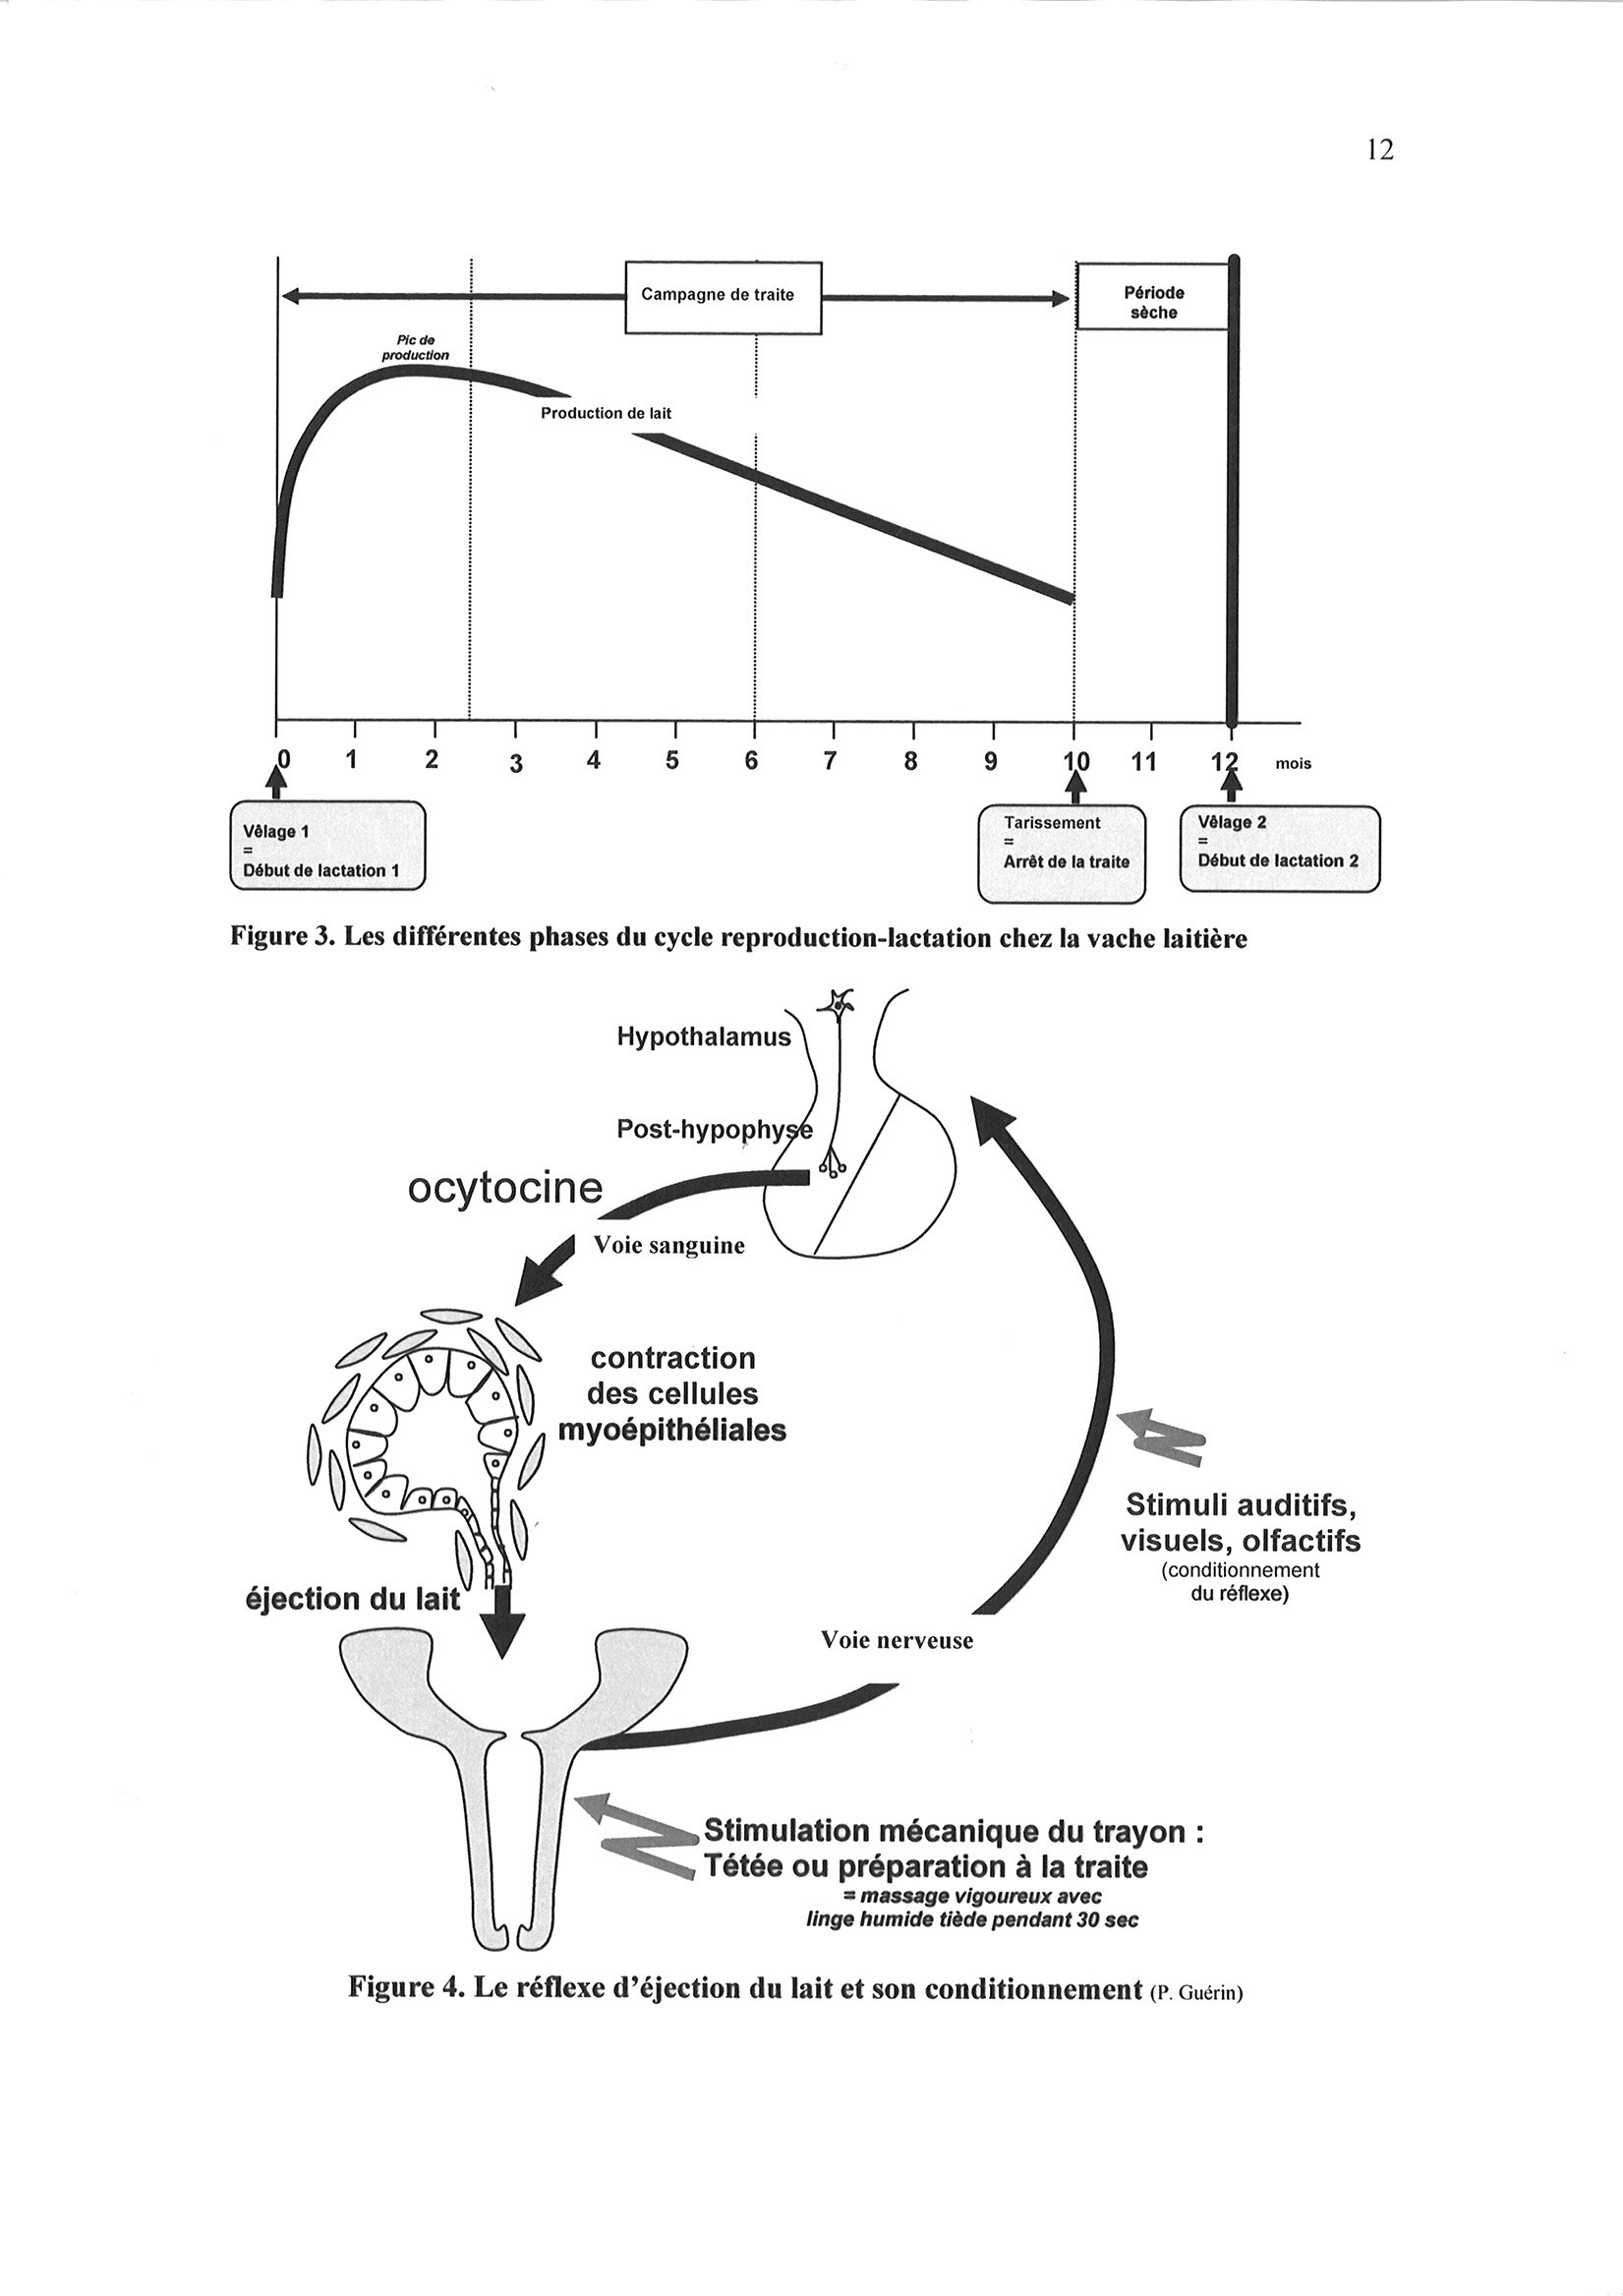 12
Campagne de traite
Période
sèche
Pic de
production
Production de lait
0 1 2 3 4 5 6 7 8 9 10 11 12 mois
Vêlage 1
=
Début de lactation 1
Tarissement
=
Arrêt de la traite
Vêlage 2
=
Début de lactation 2
Figure 3. Les différentes phases du cycle reproduction-lactation chez la vache laitière
Hypothalamus
Post-hypophyse
ocytocine
Voie sanguine
contraction
des cellules
myoépithéliales
Stimuli auditifs,
visuels, olfactifs
(conditionnement
du réflexe)
éjection du lait
Voie nerveuse
Stimulation mécanique du trayon :
Tétée ou préparation à la traite
= massage vigoureux avec
linge humide tiède pendant 30 sec
Figure 4. Le réflexe d'éjection du lait et son conditionnement (P. Guérin)